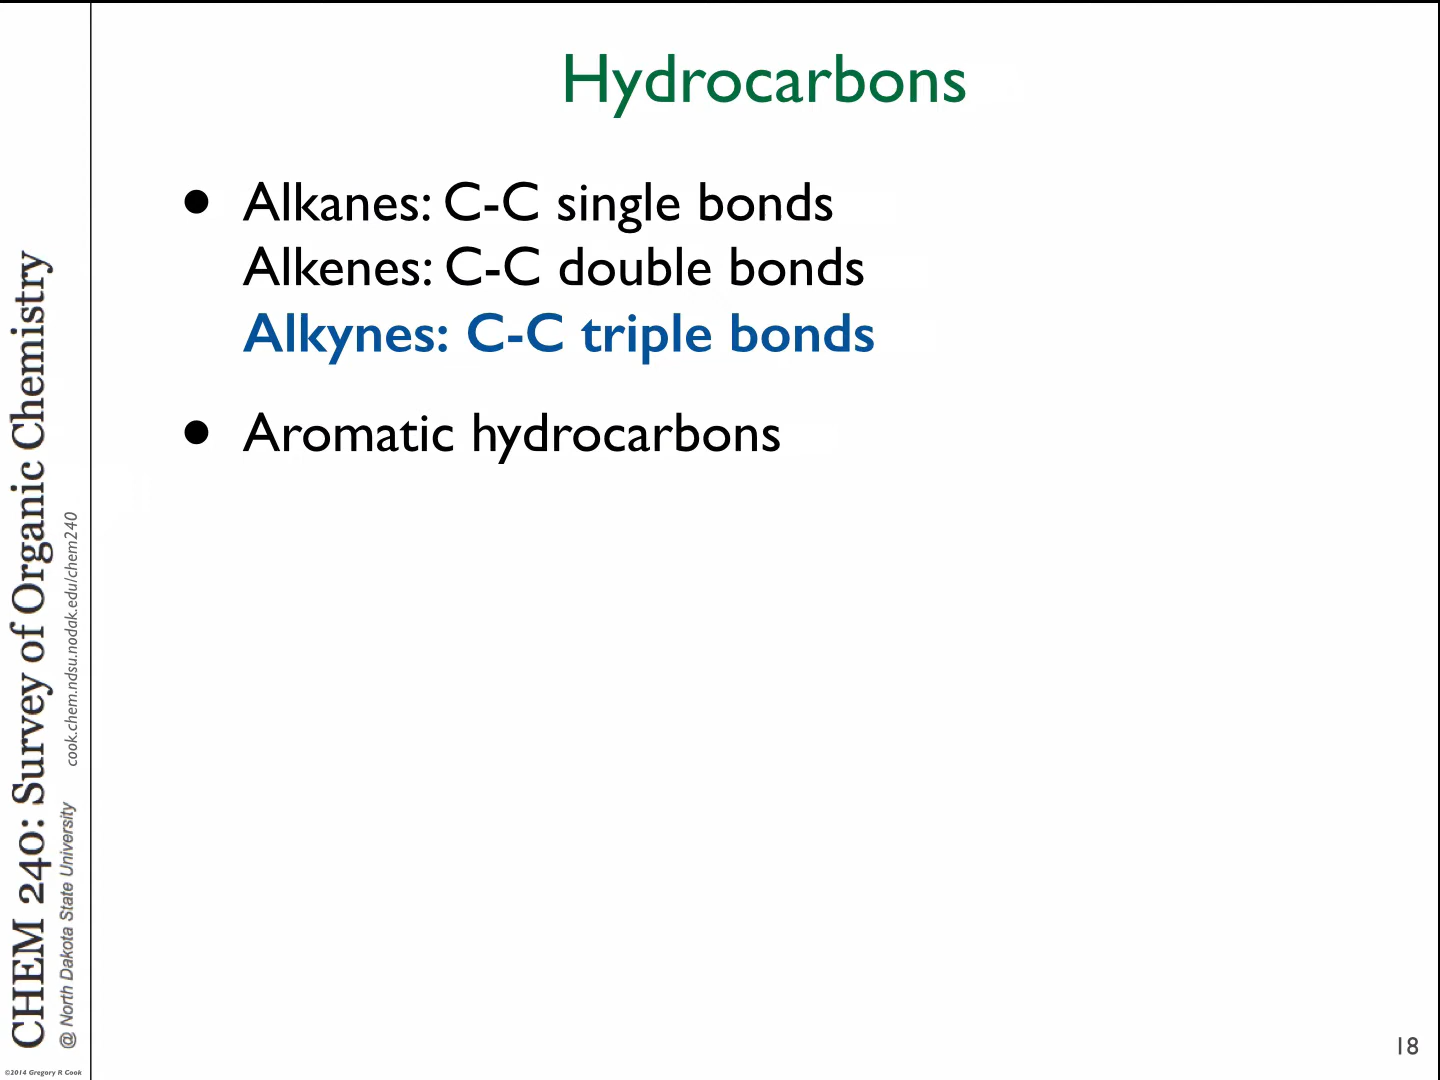 Hydrocarbons
• Alkanes: C-C single bonds
Alkenes: C-C double bonds
Alkynes: C-C triple bonds
• Aromatic hydrocarbons
CHEM 240: Survey of Organic Chemistry
@ North Dakota State University cook.chem.ndsu.nodak.edu/chem240
©2014 Gregory R Cook
18